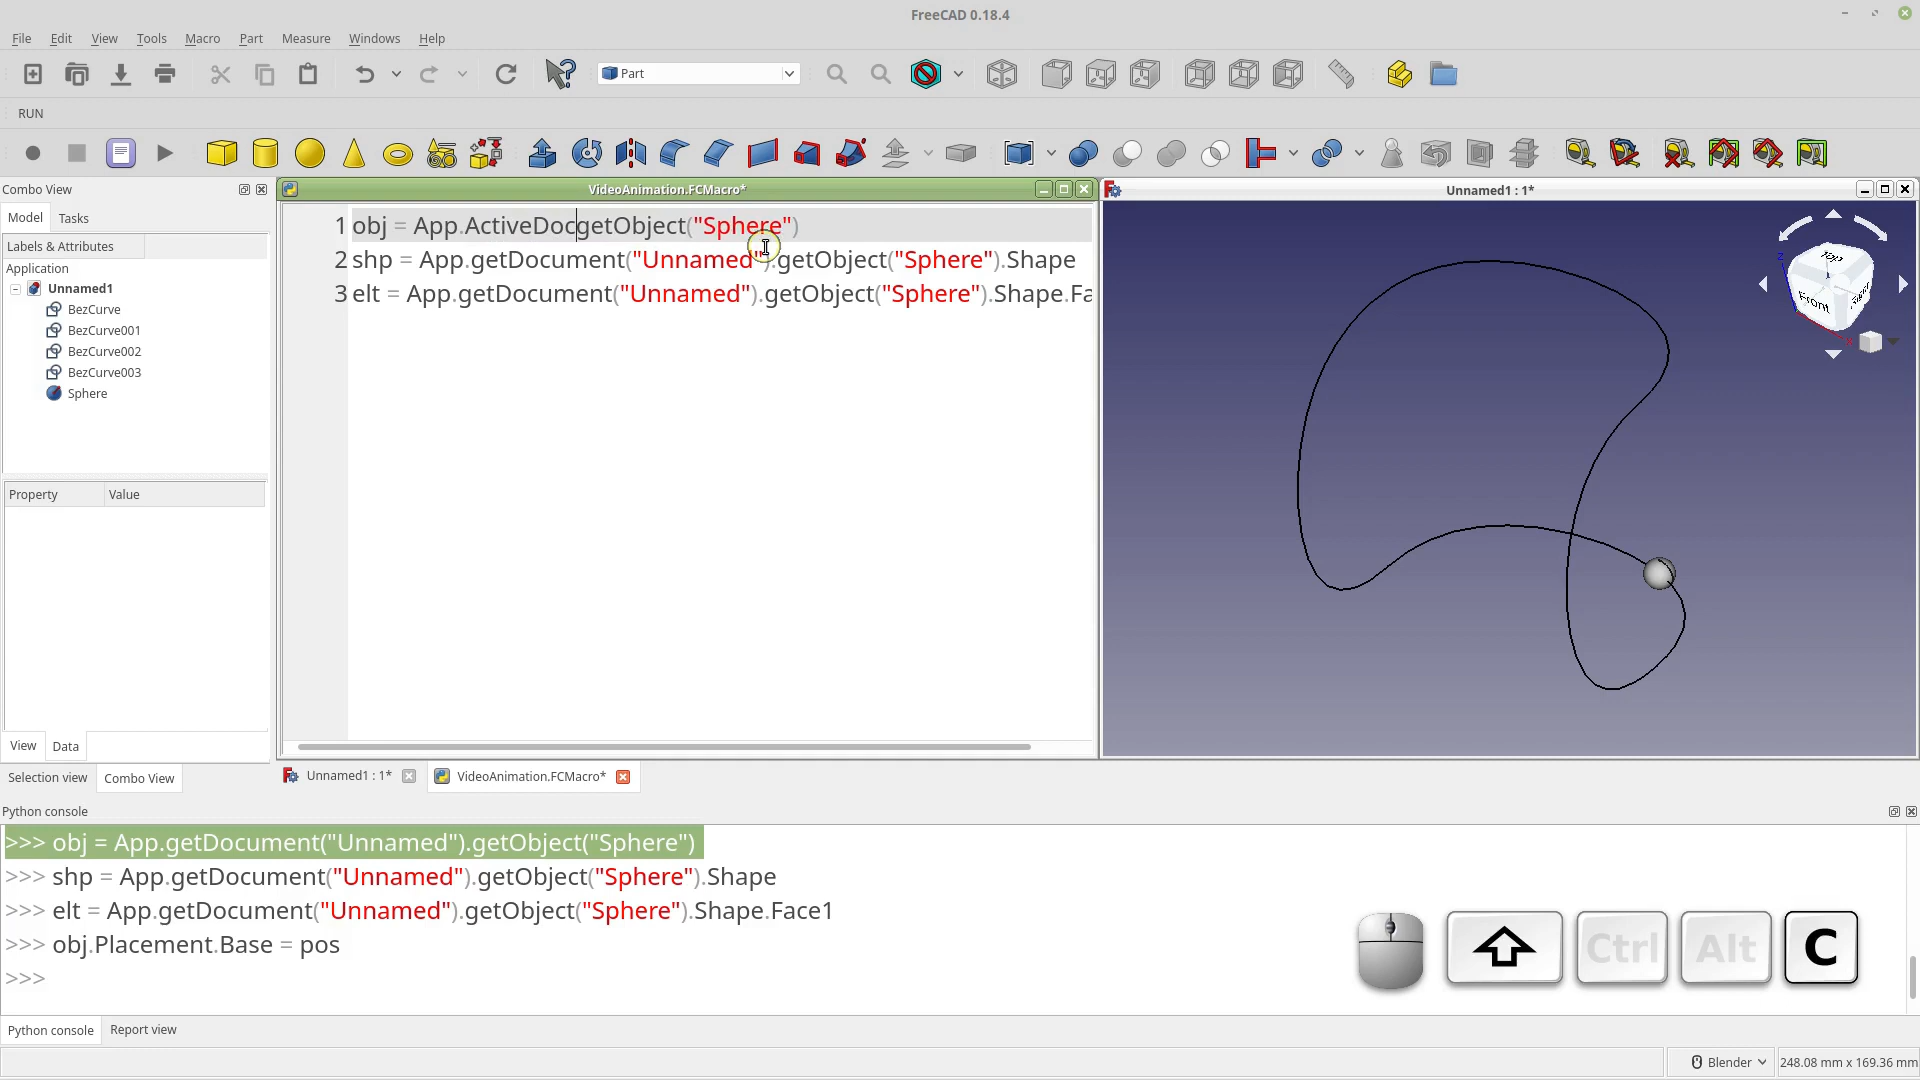 FreeCAD 0.18.4
File Edit View Tools Macro Part Measure Windows Help
Part
RUN
Combo View
VideoAnimation.FCMacro*
Unnamed1 : 1*
Model Tasks
Labels & Attributes
Application
Unnamed1
BezCurve
BezCurve001
BezCurve002
BezCurve003
Sphere
Property Value
View Data
Selection view Combo View
1 obj = App.ActiveDocgetObject("Sphere")
2 shp = App.getDocument("Unnamed").getObject("Sphere").Shape
3 elt = App.getDocument("Unnamed").getObject("Sphere").Shape.Fa
Top
Front
Z
X
Unnamed1 : 1* VideoAnimation.FCMacro*
Python console
>>> obj = App.getDocument("Unnamed").getObject("Sphere")
>>> shp = App.getDocument("Unnamed").getObject("Sphere").Shape
>>> elt = App.getDocument("Unnamed").getObject("Sphere").Shape.Face1
>>> obj.Placement.Base = pos
>>>
Ctrl Alt C
Python console Report view
Blender 248.08 mm x 169.36 mm